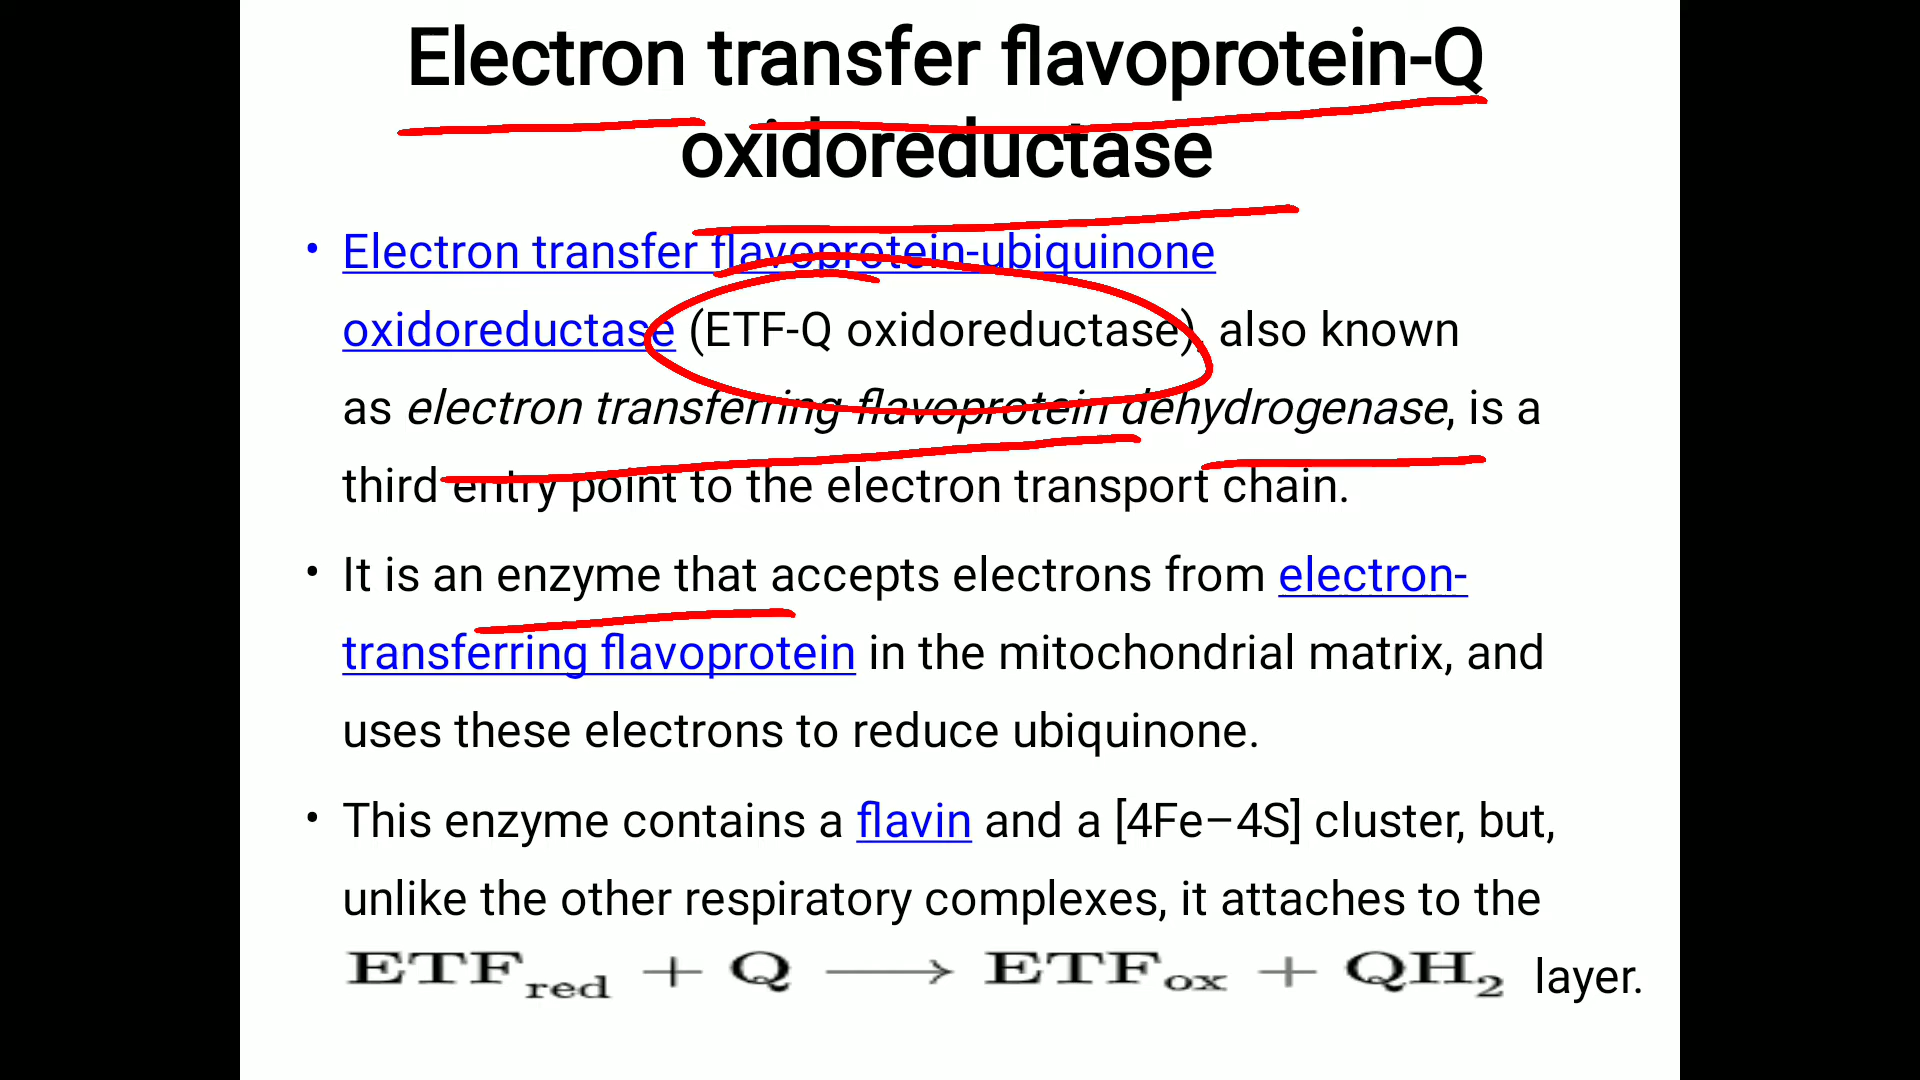 Electron transfer flavoprotein-Q
oxidoreductase
• Electron transfer flavoprotein-ubiquinone
oxidoreductase (ETF-Q oxidoreductase), also known
as electron transferring flavoprotein dehydrogenase, is a
third entry point to the electron transport chain.
• It is an enzyme that accepts electrons from electron-
transferring flavoprotein in the mitochondrial matrix, and
uses these electrons to reduce ubiquinone.
• This enzyme contains a flavin and a [4Fe–4S] cluster, but,
unlike the other respiratory complexes, it attaches to the
ETF_red + Q ⟶ ETF_ox + QH₂ layer.